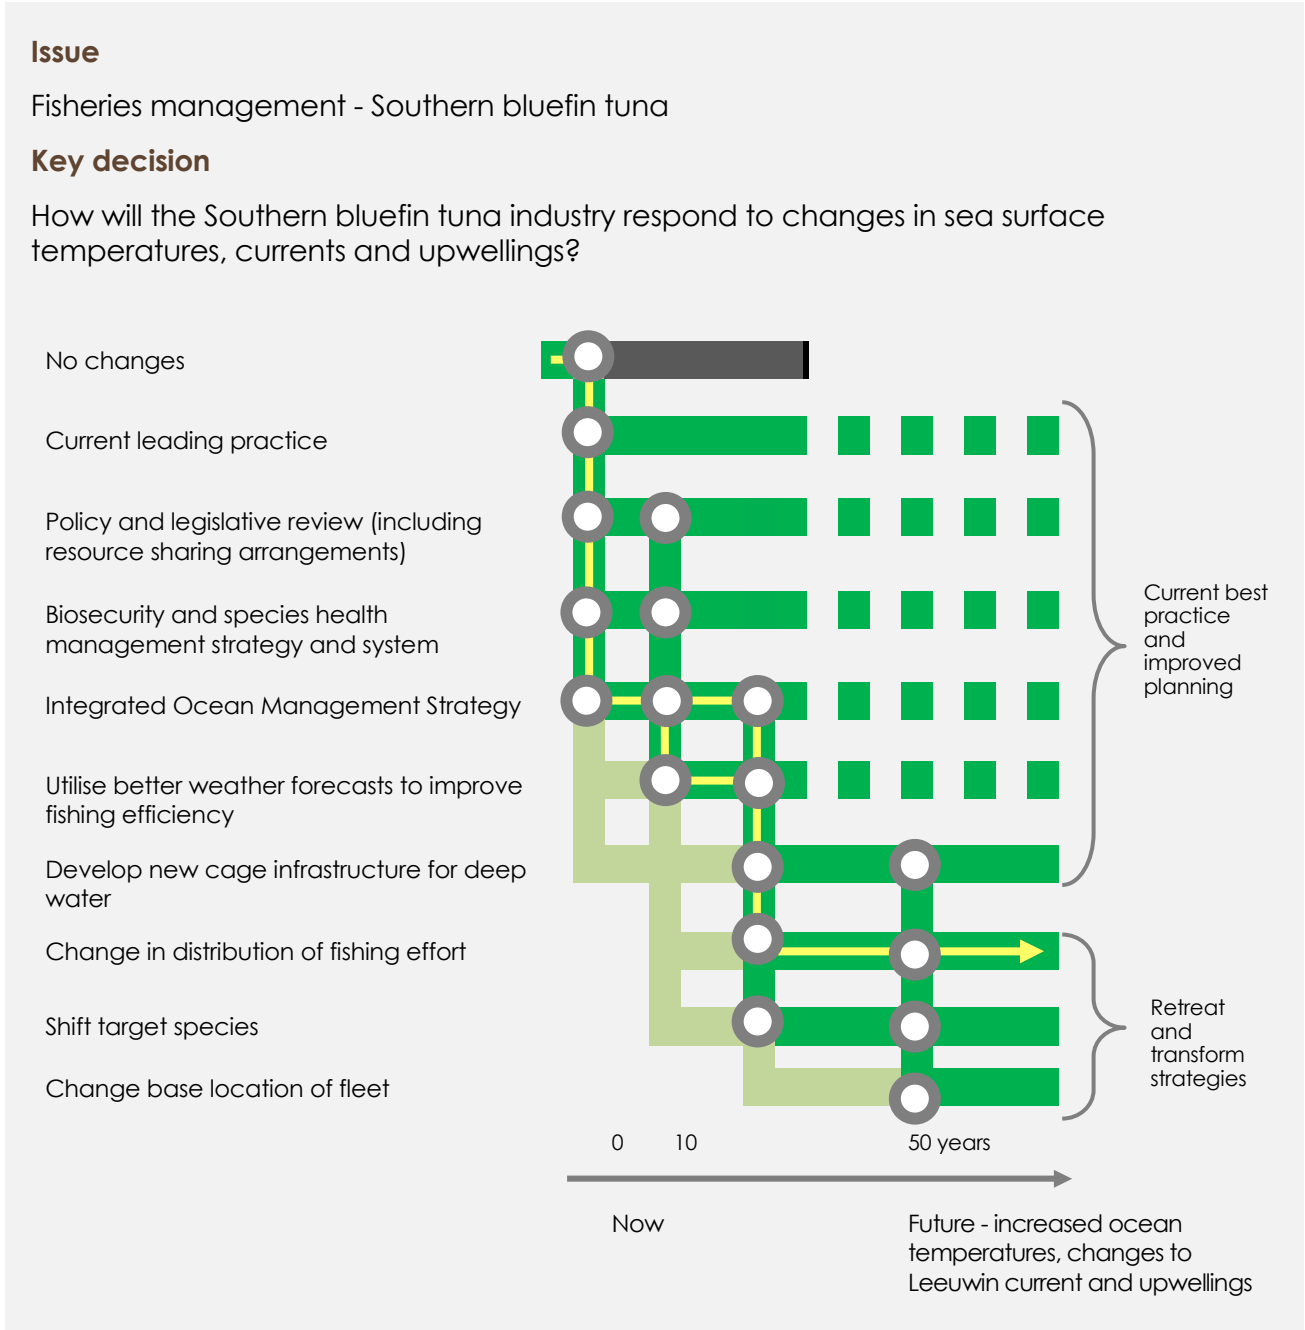 Issue
Fisheries management - Southern bluefin tuna
Key decision
How will the Southern bluefin tuna industry respond to changes in sea surface
temperatures, currents and upwellings?
No changes
Current leading practice
Policy and legislative review (including
resource sharing arrangements)
Biosecurity and species health
management strategy and system
Integrated Ocean Management Strategy
Utilise better weather forecasts to improve
fishing efficiency
Develop new cage infrastructure for deep
water
Change in distribution of fishing effort
Shift target species
Change base location of fleet
Current best
practice
and
improved
planning
Retreat
and
transform
strategies
0 10 50 years
Now
Future - increased ocean
temperatures, changes to
Leeuwin current and upwellings